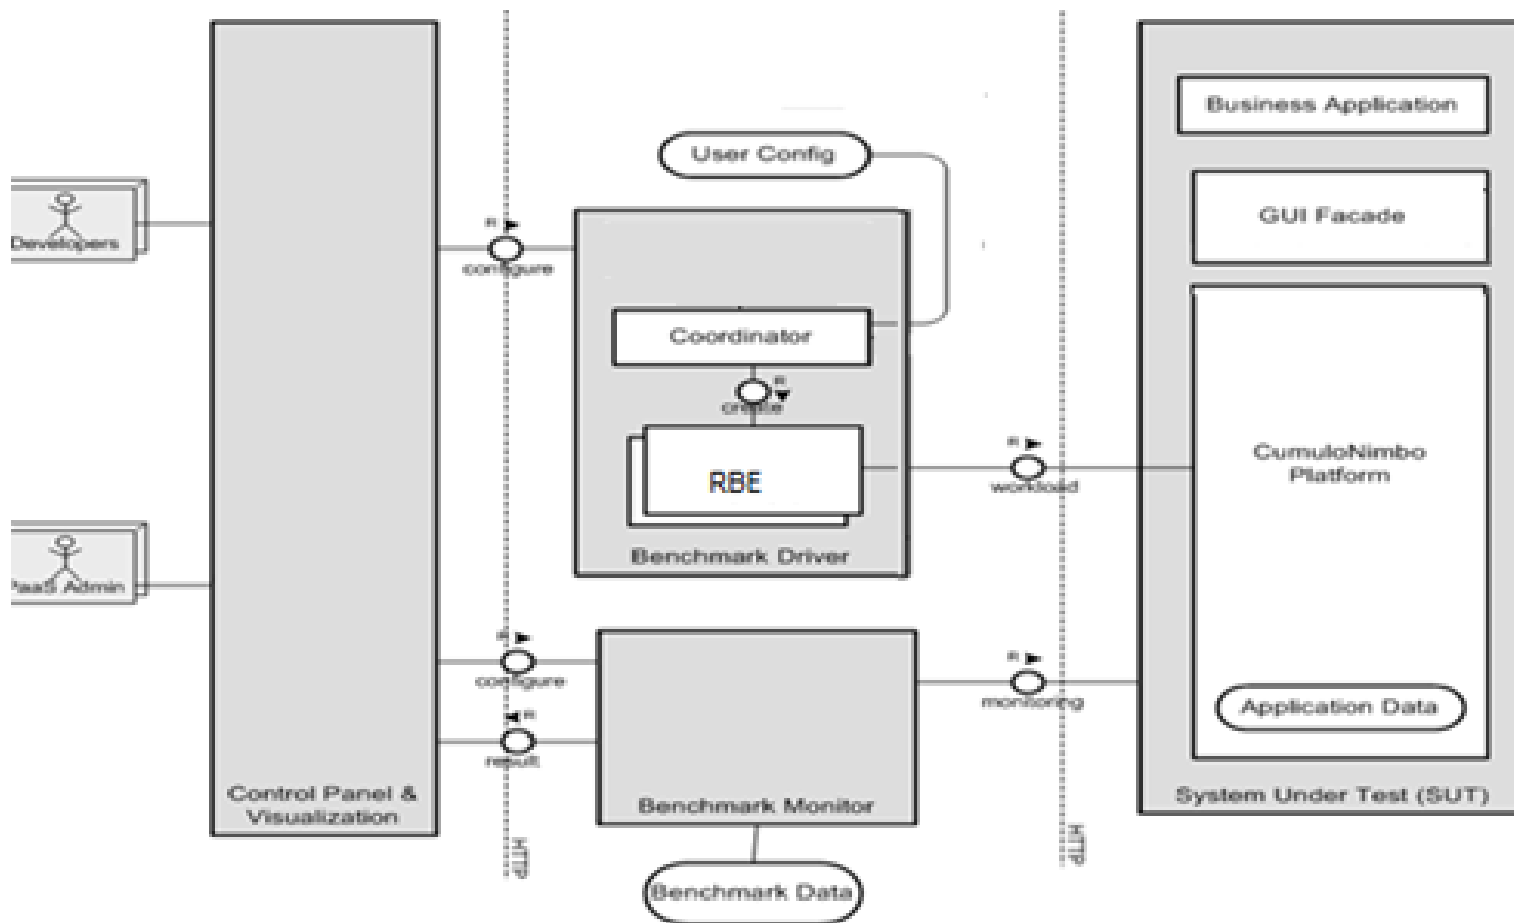 User Config
Business Application
GUI Facade
Developers
R
configure
Coordinator
R
create
RBE
Benchmark Driver
R
workload
CumuloNimbo
Platform
PaaS Admin
R
configure
R
result
R
monitoring
Application Data
Control Panel &
Visualization
Benchmark Monitor
System Under Test (SUT)
HTTP
HTTP
Benchmark Data